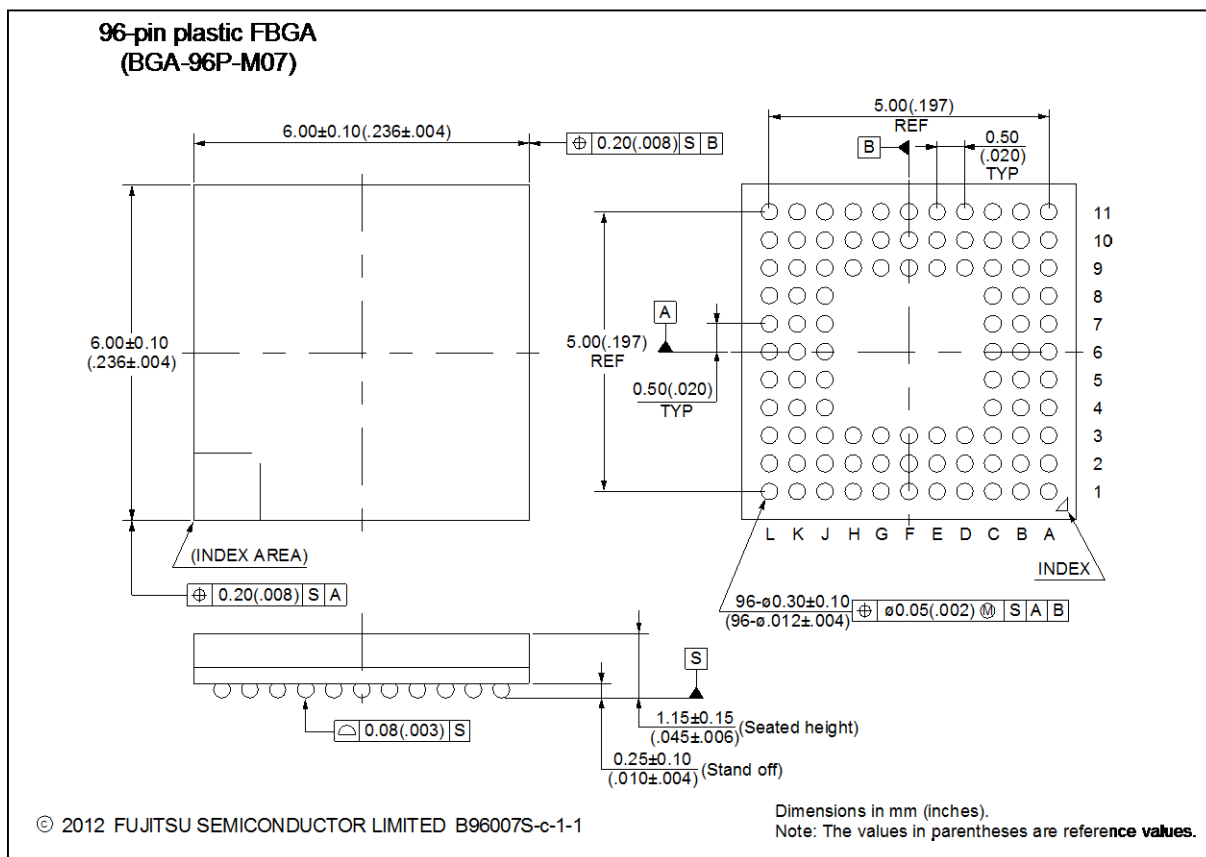 96-pin plastic FBGA
(BGA-96P-M07)
6.00±0.10(.236±.004)
⌖ 0.20(.008) S B
6.00±0.10
(.236±.004)
(INDEX AREA)
⌖ 0.20(.008) S A
5.00(.197)
REF
B
0.50
(.020)
TYP
5.00(.197)
REF
A
0.50(.020)
TYP
11
10
9
8
7
6
5
4
3
2
1
L K J H G F E D C B A
INDEX
96-ø0.30±0.10
(96-ø.012±.004)
⌖ ø0.05(.002) Ⓜ S A B
S
⌓ 0.08(.003) S
1.15±0.15
(.045±.006)
(Seated height)
0.25±0.10
(.010±.004)
(Stand off)
© 2012 FUJITSU SEMICONDUCTOR LIMITED B96007S-c-1-1
Dimensions in mm (inches).
Note: The values in parentheses are reference values.